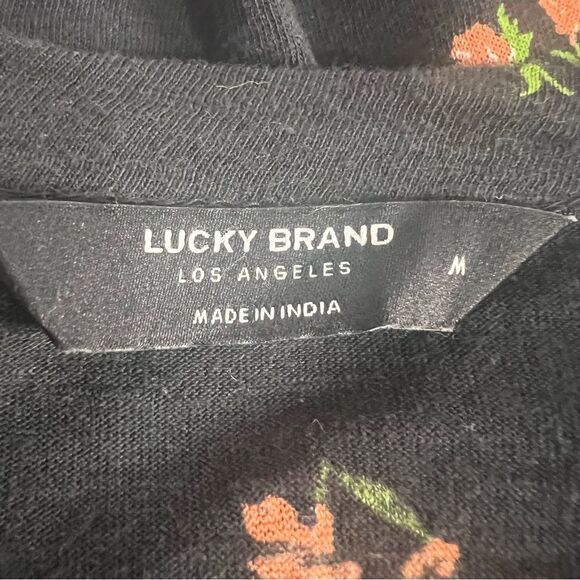 LUCKY BRAND
LOS ANGELES
M
MADE IN INDIA